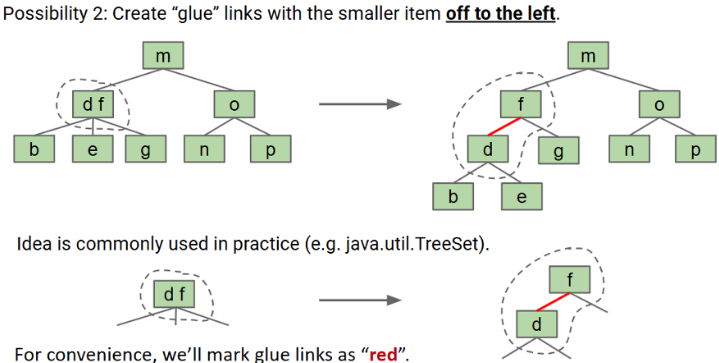 Possibility 2: Create “glue” links with the smaller item off to the left.
m
m
d f
o
f
o
b
e
g
n
p
d
g
n
p
b
e
Idea is commonly used in practice (e.g. java.util.TreeSet).
f
d f
d
For convenience, we’ll mark glue links as “red”.